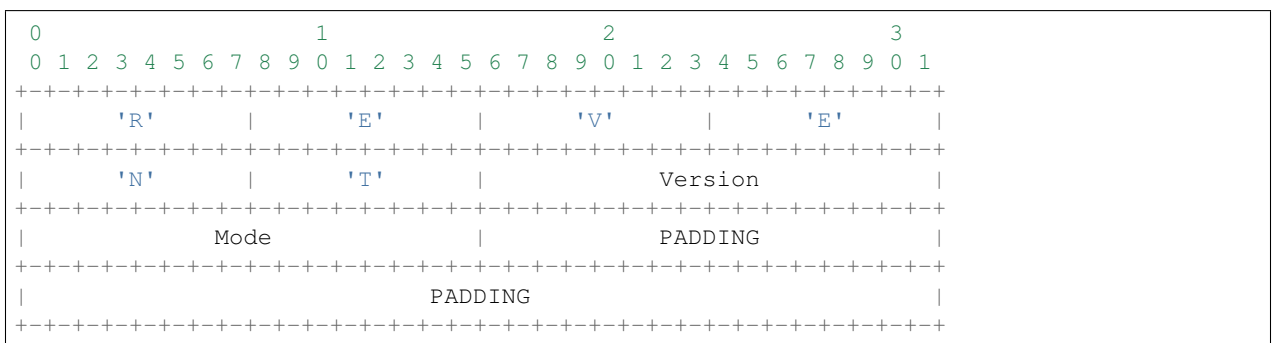 0                   1                   2                   3
 0 1 2 3 4 5 6 7 8 9 0 1 2 3 4 5 6 7 8 9 0 1 2 3 4 5 6 7 8 9 0 1
+-+-+-+-+-+-+-+-+-+-+-+-+-+-+-+-+-+-+-+-+-+-+-+-+-+-+-+-+-+-+-+-+
|      'R'      |      'E'      |      'V'      |      'E'      |
+-+-+-+-+-+-+-+-+-+-+-+-+-+-+-+-+-+-+-+-+-+-+-+-+-+-+-+-+-+-+-+-+
|      'N'      |      'T'      |            Version            |
+-+-+-+-+-+-+-+-+-+-+-+-+-+-+-+-+-+-+-+-+-+-+-+-+-+-+-+-+-+-+-+-+
|             Mode              |            PADDING            |
+-+-+-+-+-+-+-+-+-+-+-+-+-+-+-+-+-+-+-+-+-+-+-+-+-+-+-+-+-+-+-+-+
|                            PADDING                            |
+-+-+-+-+-+-+-+-+-+-+-+-+-+-+-+-+-+-+-+-+-+-+-+-+-+-+-+-+-+-+-+-+